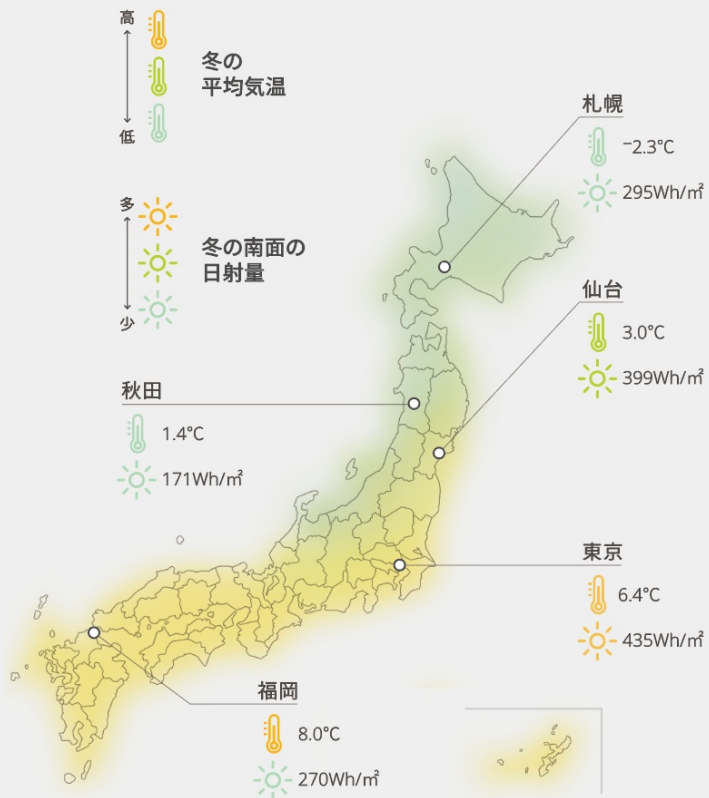 高
低
冬の
平均気温
多
少
冬の南面の
日射量
札幌
-2.3℃
295Wh/㎡
仙台
3.0℃
399Wh/㎡
秋田
1.4℃
171Wh/㎡
東京
6.4℃
435Wh/㎡
福岡
8.0℃
270Wh/㎡